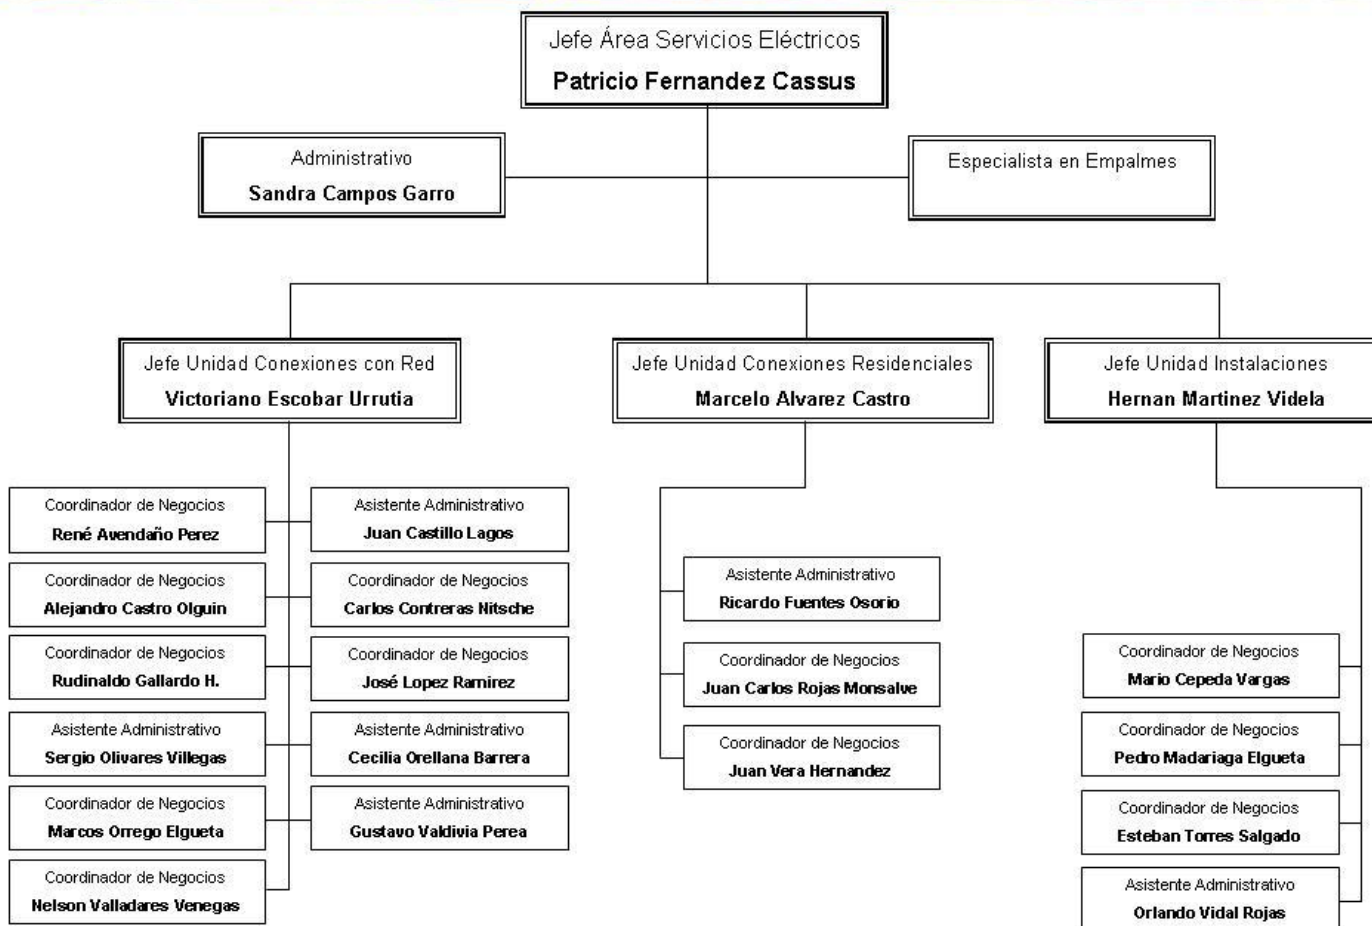 Jefe Área Servicios Eléctricos
Patricio Fernandez Cassus
Administrativo
Sandra Campos Garro
Especialista en Empalmes
Jefe Unidad Conexiones con Red
Victoriano Escobar Urrutia
Jefe Unidad Conexiones Residenciales
Marcelo Alvarez Castro
Jefe Unidad Instalaciones
Hernan Martinez Videla
Coordinador de Negocios
René Avendaño Perez
Asistente Administrativo
Juan Castillo Lagos
Coordinador de Negocios
Alejandro Castro Olguin
Coordinador de Negocios
Carlos Contreras Nitsche
Coordinador de Negocios
Rudinaldo Gallardo H.
Coordinador de Negocios
José Lopez Ramirez
Asistente Administrativo
Sergio Olivares Villegas
Asistente Administrativo
Cecilia Orellana Barrera
Coordinador de Negocios
Marcos Orrego Elgueta
Asistente Administrativo
Gustavo Valdivia Perea
Coordinador de Negocios
Nelson Valladares Venegas
Asistente Administrativo
Ricardo Fuentes Osorio
Coordinador de Negocios
Juan Carlos Rojas Monsalve
Coordinador de Negocios
Juan Vera Hernandez
Coordinador de Negocios
Mario Cepeda Vargas
Coordinador de Negocios
Pedro Madariaga Elgueta
Coordinador de Negocios
Esteban Torres Salgado
Asistente Administrativo
Orlando Vidal Rojas